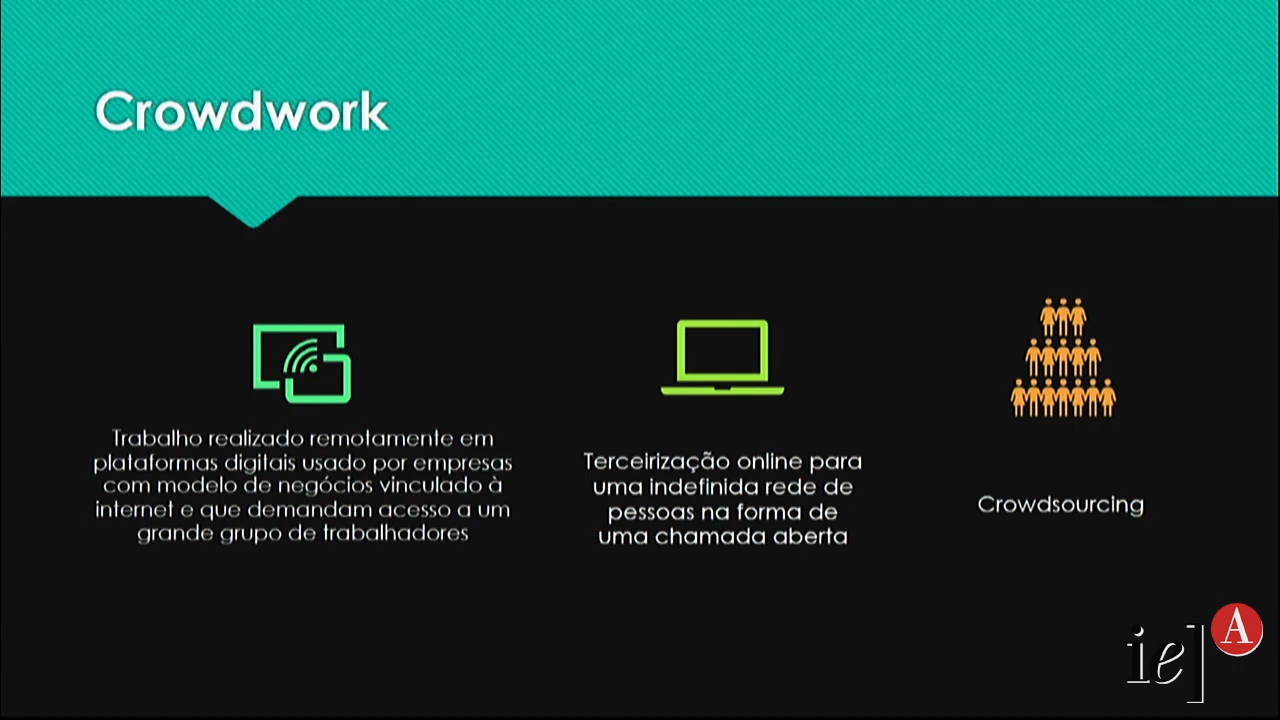 Crowdwork
Trabalho realizado remotamente em
plataformas digitais usado por empresas
com modelo de negócios vinculado à
internet e que demandam acesso a um
grande grupo de trabalhadores
Terceirização online para
uma indefinida rede de
pessoas na forma de
uma chamada aberta
Crowdsourcing
ie] A